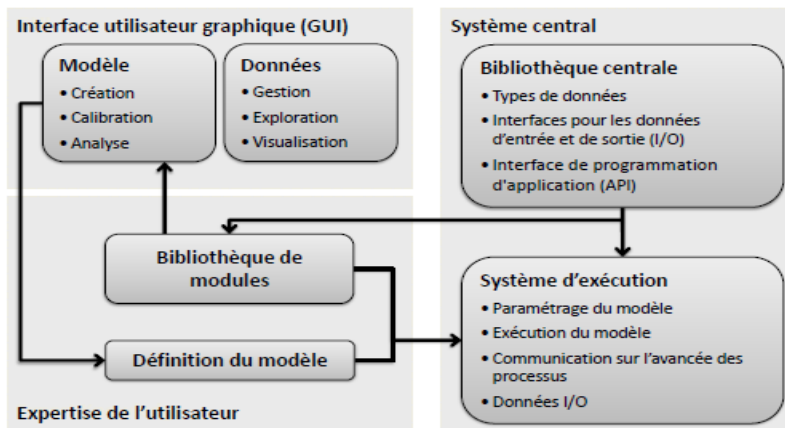 Interface utilisateur graphique (GUI)
Modèle
• Création
• Calibration
• Analyse
Données
• Gestion
• Exploration
• Visualisation
Système central
Bibliothèque centrale
• Types de données
• Interfaces pour les données
d'entrée et de sortie (I/O)
• Interface de programmation
d'application (API)
Bibliothèque de
modules
Définition du modèle
Expertise de l'utilisateur
Système d'exécution
• Paramétrage du modèle
• Exécution du modèle
• Communication sur l'avancée des
processus
• Données I/O